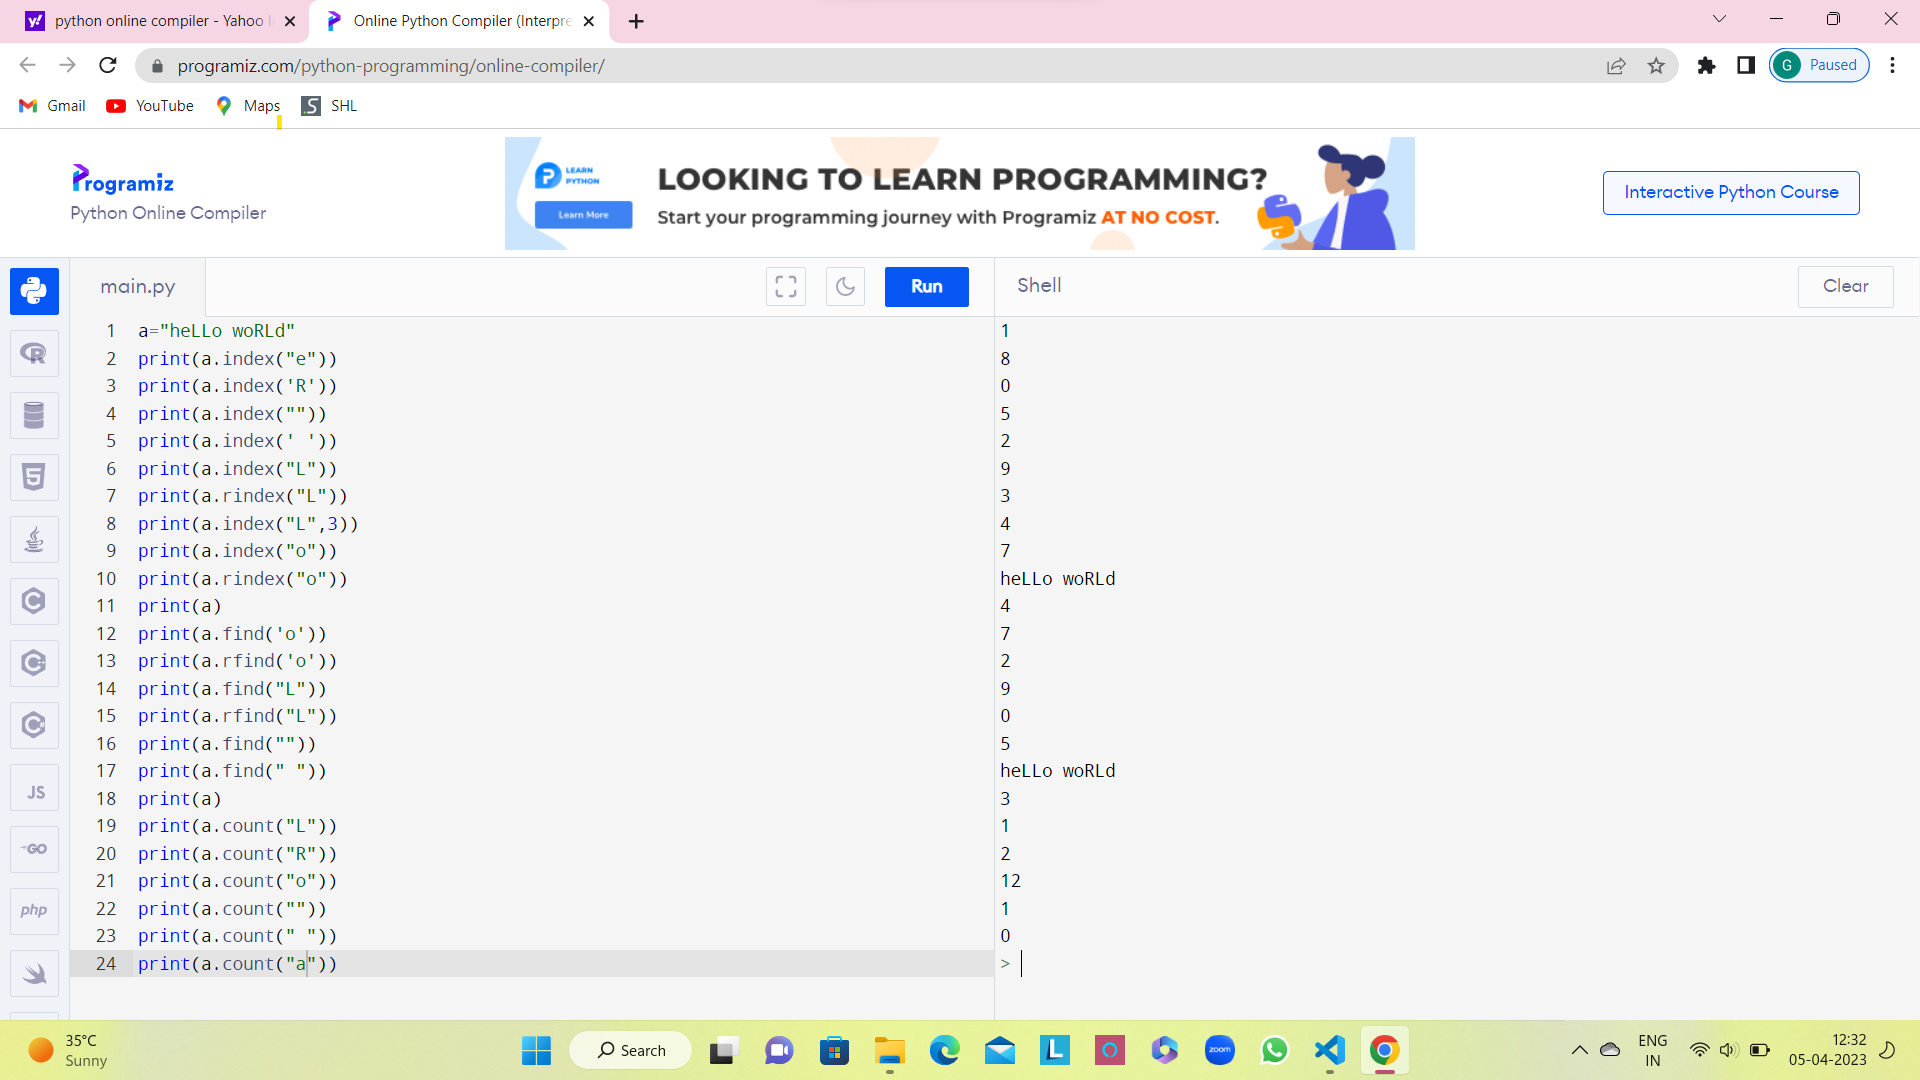 python online compiler - Yahoo
Online Python Compiler (Interpre
programiz.com/python-programming/online-compiler/
G Paused
Gmail YouTube Maps SHL
Programiz
Python Online Compiler
LEARN PYTHON
Learn More
LOOKING TO LEARN PROGRAMMING?
Start your programming journey with Programiz AT NO COST.
Interactive Python Course
main.py
Run
Shell
Clear
1 a="heLLo woRLd"
2 print(a.index("e"))
3 print(a.index('R'))
4 print(a.index(""))
5 print(a.index(' '))
6 print(a.index("L"))
7 print(a.rindex("L"))
8 print(a.index("L",3))
9 print(a.index("o"))
10 print(a.rindex("o"))
11 print(a)
12 print(a.find('o'))
13 print(a.rfind('o'))
14 print(a.find("L"))
15 print(a.rfind("L"))
16 print(a.find(""))
17 print(a.find(" "))
18 print(a)
19 print(a.count("L"))
20 print(a.count("R"))
21 print(a.count("o"))
22 print(a.count(""))
23 print(a.count(" "))
24 print(a.count("a"))
1
8
0
5
2
9
3
4
7
heLLo woRLd
4
7
2
9
0
5
heLLo woRLd
3
1
2
12
1
0
>
R
5
C
C
C
JS
GO
php
35°C
Sunny
Search
L
zoom
ENG
IN
12:32
05-04-2023